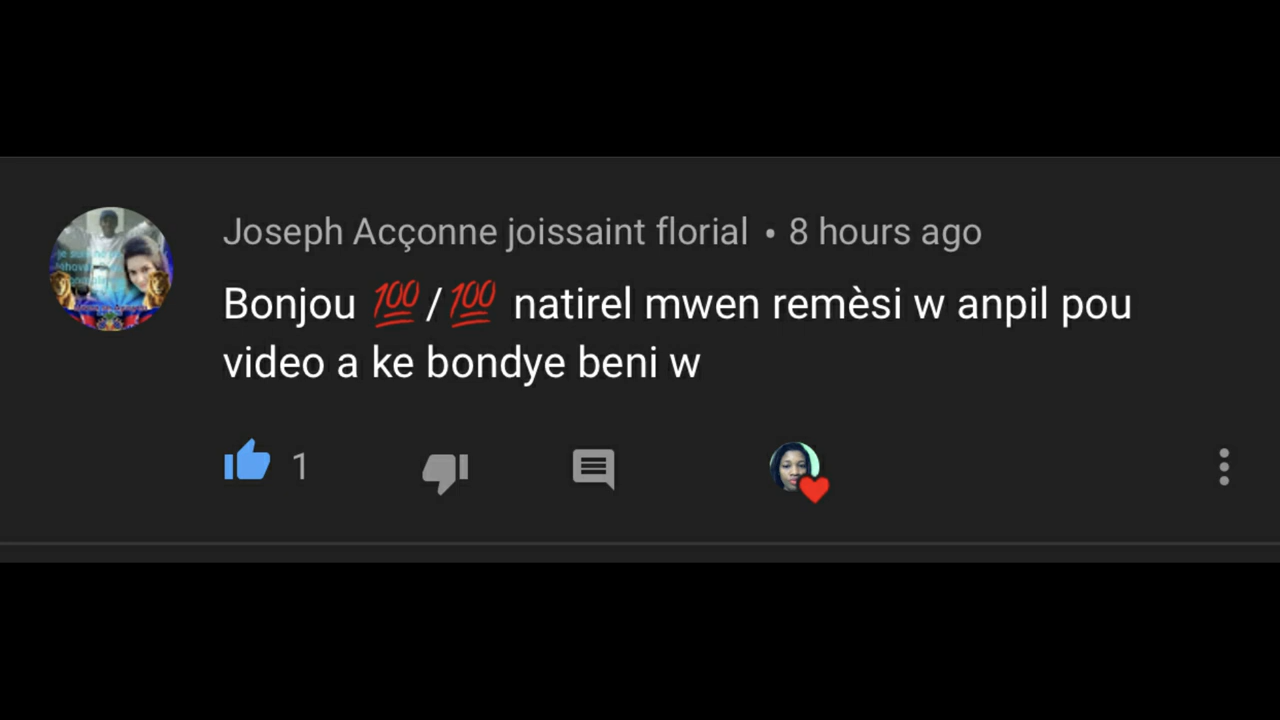 Joseph Acçonne joissaint florial • 8 hours ago
Bonjou 💯/💯 natirel mwen remèsi w anpil pou
video a ke bondye beni w
1